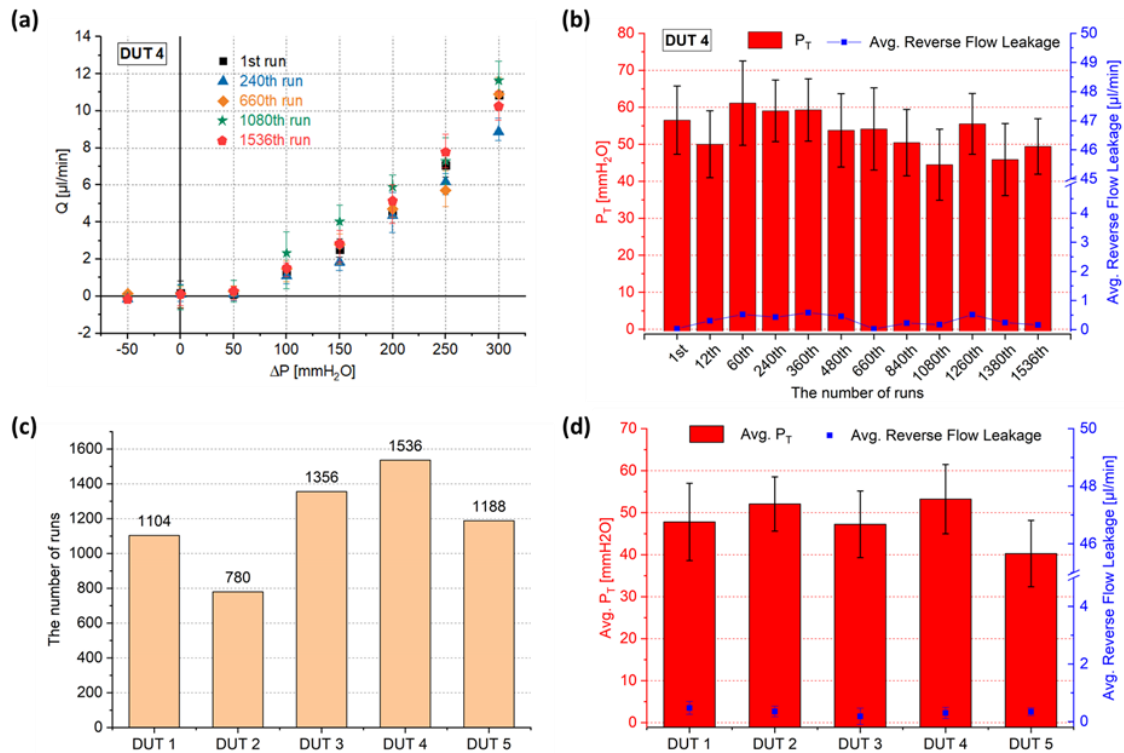 (a)
DUT 4
1st run
240th run
660th run
1080th run
1536th run
Q [µl/min]
14
12
10
8
6
4
2
0
-2
-50
0
50
100
150
200
250
300
ΔP [mmH₂O]
(b)
DUT 4
P_T
Avg. Reverse Flow Leakage
P_T [mmH₂O]
80
70
60
50
40
30
20
10
0
50
49
48
47
46
45
5
4
3
2
1
0
Avg. Reverse Flow Leakage [µl/min]
1st
12th
60th
240th
360th
480th
660th
840th
1080th
1260th
1380th
1536th
The number of runs
(c)
The number of runs
1600
1400
1200
1000
800
600
400
200
0
1104
780
1356
1536
1188
DUT 1
DUT 2
DUT 3
DUT 4
DUT 5
(d)
Avg. P_T
Avg. Reverse Flow Leakage
Avg. P_T [mmH2O]
70
60
50
40
30
20
10
0
50
48
46
4
2
0
Avg. Reverse Flow Leakage [µl/min]
DUT 1
DUT 2
DUT 3
DUT 4
DUT 5